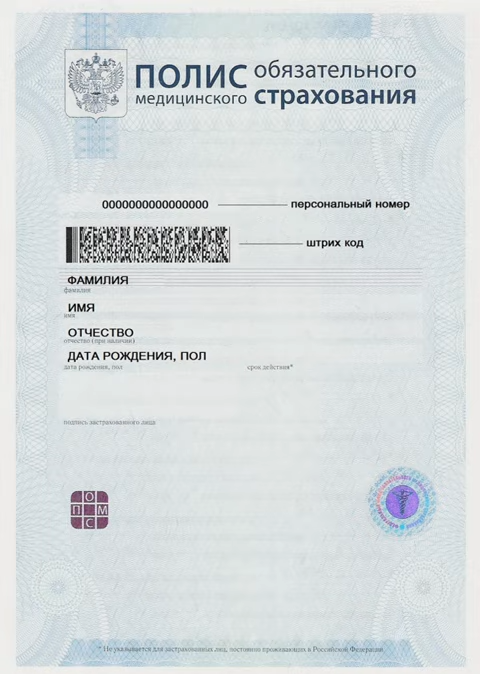 ПОЛИС обязательного
медицинского страхования
0000000000000000 персональный номер
штрих код
ФАМИЛИЯ
фамилия
ИМЯ
имя
ОТЧЕСТВО
отчество (при наличии)
ДАТА РОЖДЕНИЯ, ПОЛ
дата рождения, пол срок действия*
подпись застрахованного лица
О
П М
С
* Не указывается для застрахованных лиц, постоянно проживающих в Российской Федерации